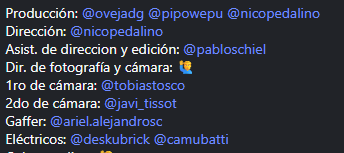 Producción: @ovejadg @pipowepu @nicopedalino
Dirección: @nicopedalino
Asist. de direccion y edición: @pabloschiel
Dir. de fotografía y cámara: 🙋‍♂️
1ro de cámara: @tobiastosco
2do de cámara: @javi_tissot
Gaffer: @ariel.alejandrosc
Eléctricos: @deskubrick @camubatti